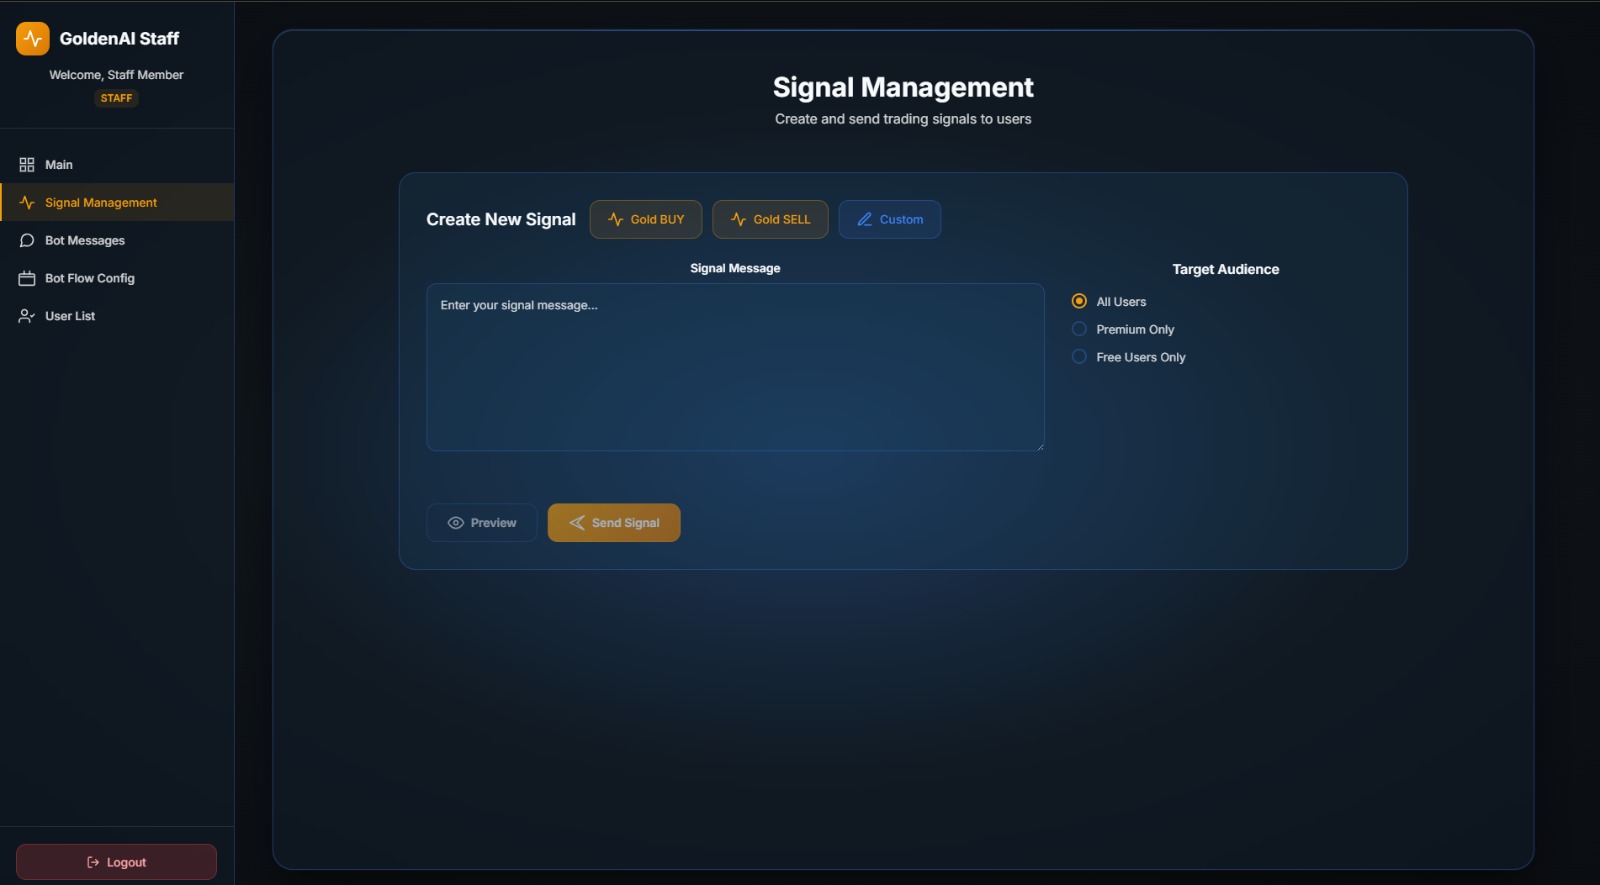 GoldenAI Staff
Welcome, Staff Member
STAFF
Main
Signal Management
Bot Messages
Bot Flow Config
User List
Logout
Signal Management
Create and send trading signals to users
Create New Signal
Gold BUY
Gold SELL
Custom
Signal Message
Enter your signal message...
Target Audience
All Users
Premium Only
Free Users Only
Preview
Send Signal